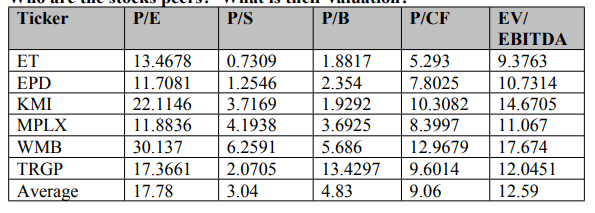 Who are the stocks peers? What is their valuation?
Ticker P/E P/S P/B P/CF EV/
EBITDA
ET 13.4678 0.7309 1.8817 5.293 9.3763
EPD 11.7081 1.2546 2.354 7.8025 10.7314
KMI 22.1146 3.7169 1.9292 10.3082 14.6705
MPLX 11.8836 4.1938 3.6925 8.3997 11.067
WMB 30.137 6.2591 5.686 12.9679 17.674
TRGP 17.3661 2.0705 13.4297 9.6014 12.0451
Average 17.78 3.04 4.83 9.06 12.59